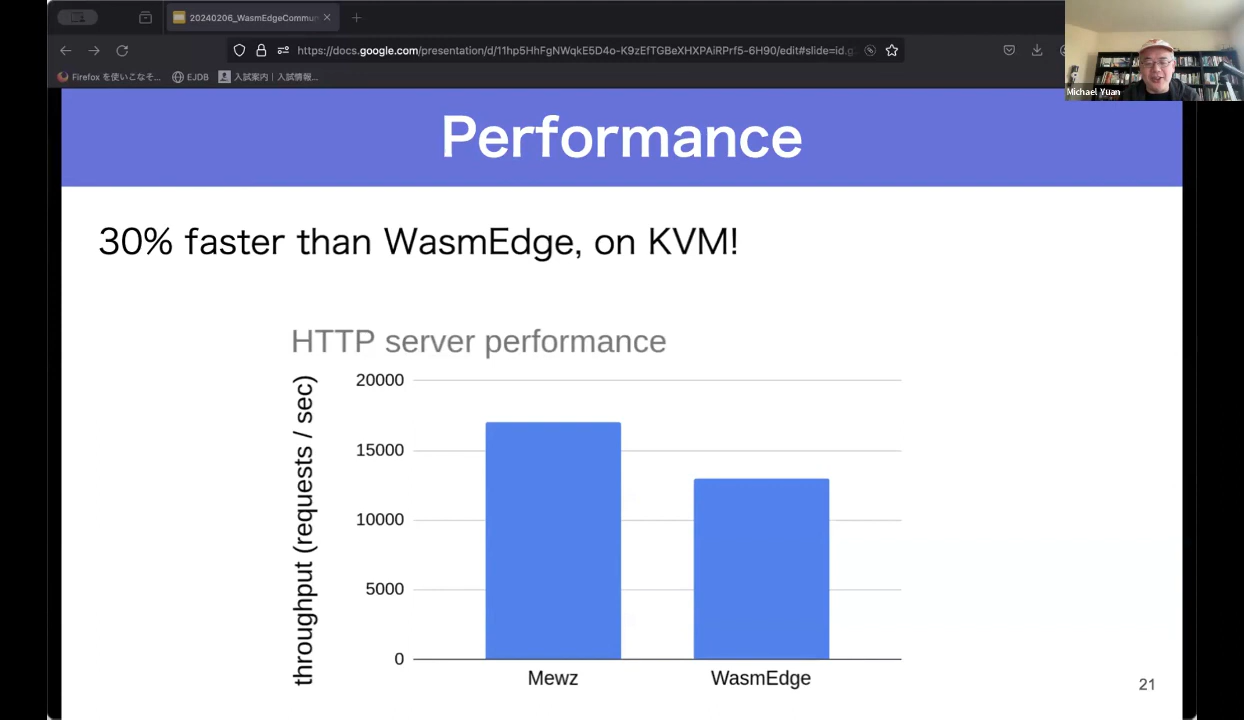 20240206_WasmEdgeCommun
https://docs.google.com/presentation/d/11hp5HhFgNWqkE5D4o-K9zEfTGBeXHXPAiRPrf5-6H90/edit#slide=id.g
Firefox を使いこなそ... EJDB 入試案内 | 入試情報...
Michael Yuan
Performance
30% faster than WasmEdge, on KVM!
HTTP server performance
throughput (requests / sec)
20000
15000
10000
5000
0
Mewz WasmEdge
21